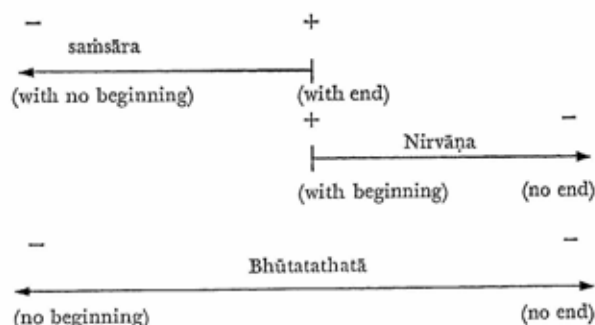 − +
saṁsāra
(with no beginning) (with end)
+ −
Nirvāṇa
(with beginning) (no end)
− −
Bhūtatathatā
(no beginning) (no end)